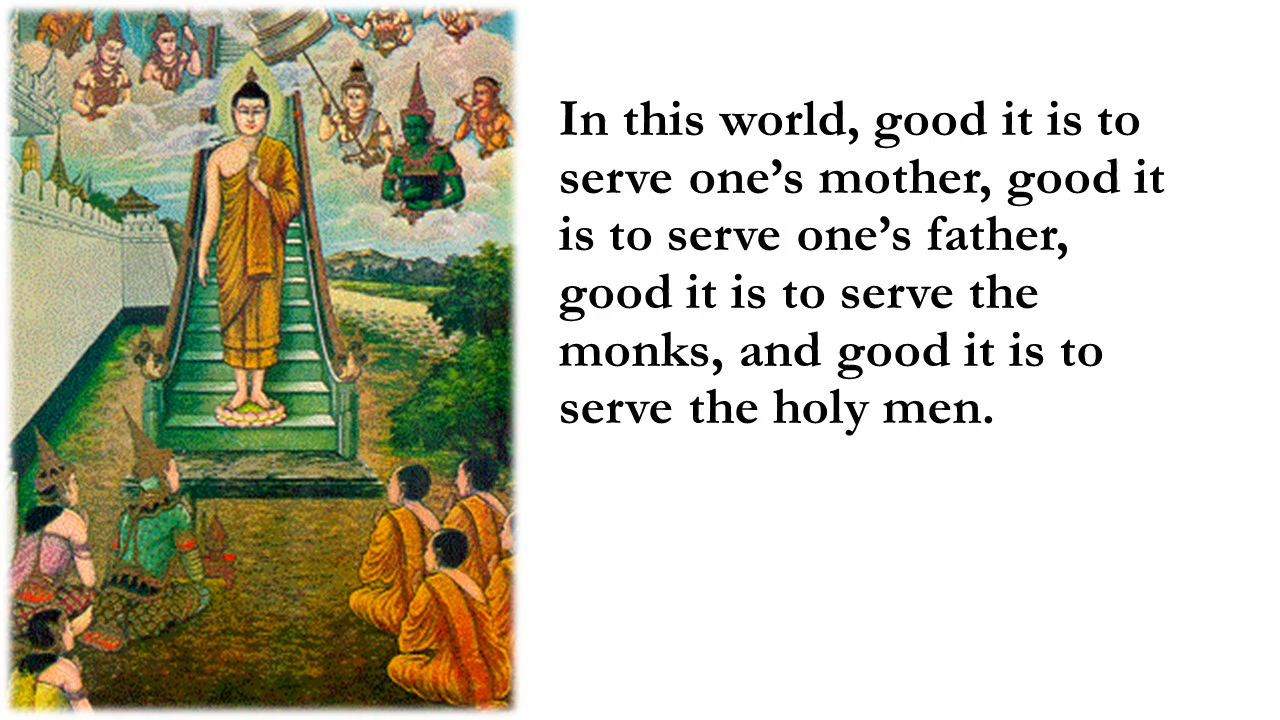 In this world, good it is to
serve one’s mother, good it
is to serve one’s father,
good it is to serve the
monks, and good it is to
serve the holy men.